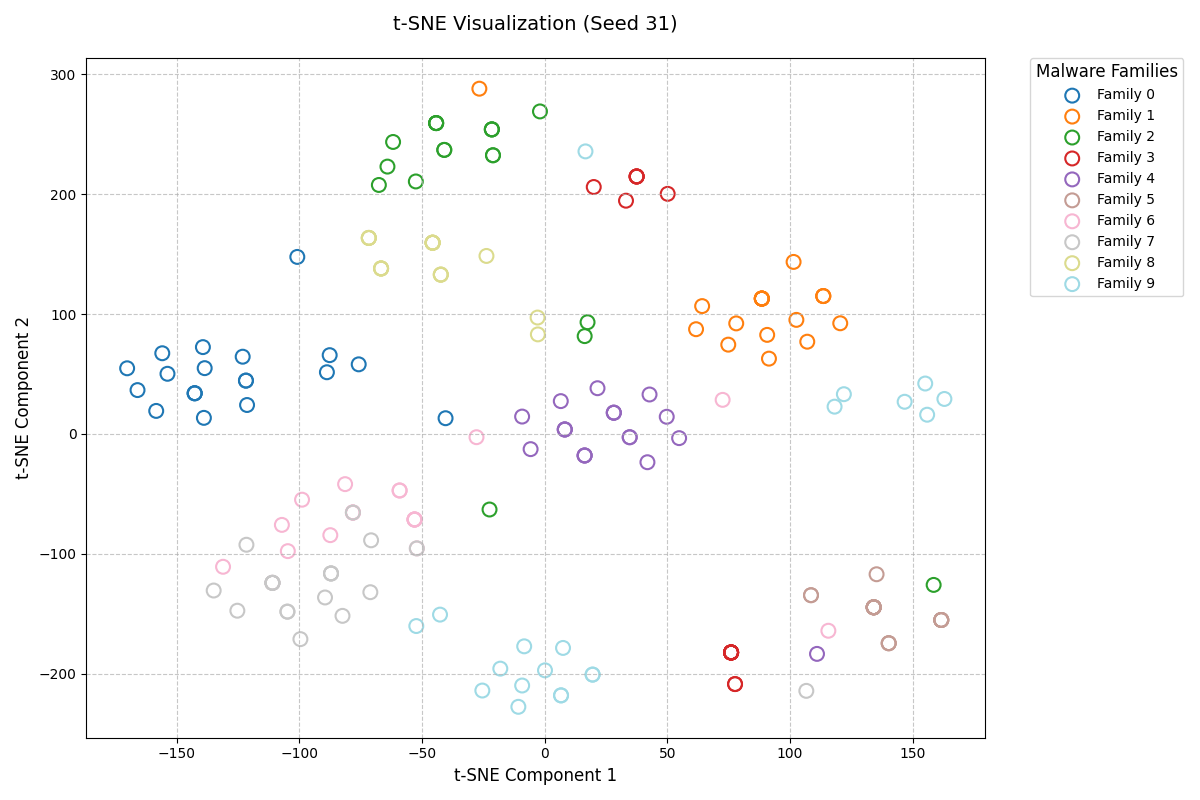 t-SNE Visualization (Seed 31)
Malware Families
Family 0
Family 1
Family 2
Family 3
Family 4
Family 5
Family 6
Family 7
Family 8
Family 9
t-SNE Component 2
300
200
100
0
−100
−200
−150
−100
−50
0
50
100
150
t-SNE Component 1